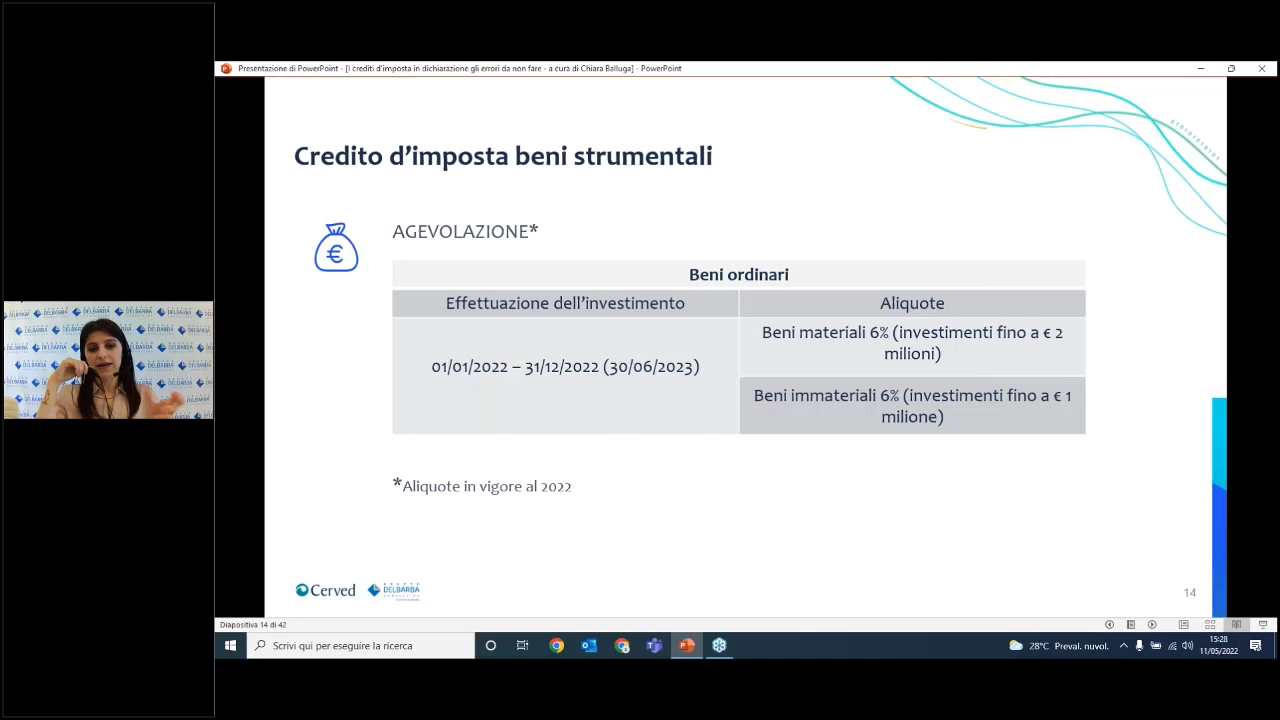 Presentazione di PowerPoint - [I crediti d'imposta in dichiarazione gli errori da non fare - a cura di Chiara Balluga] - PowerPoint
Credito d'imposta beni strumentali
AGEVOLAZIONE*
Beni ordinari
Effettuazione dell'investimento
Aliquote
01/01/2022 – 31/12/2022 (30/06/2023)
Beni materiali 6% (investimenti fino a € 2
milioni)
Beni immateriali 6% (investimenti fino a € 1
milione)
*Aliquote in vigore al 2022
Cerved
GRUPPO
DELBARBA
14
Diapositiva 14 di 42
Scrivi qui per eseguire la ricerca
28°C Preval. nuvol.
15:28
11/05/2022